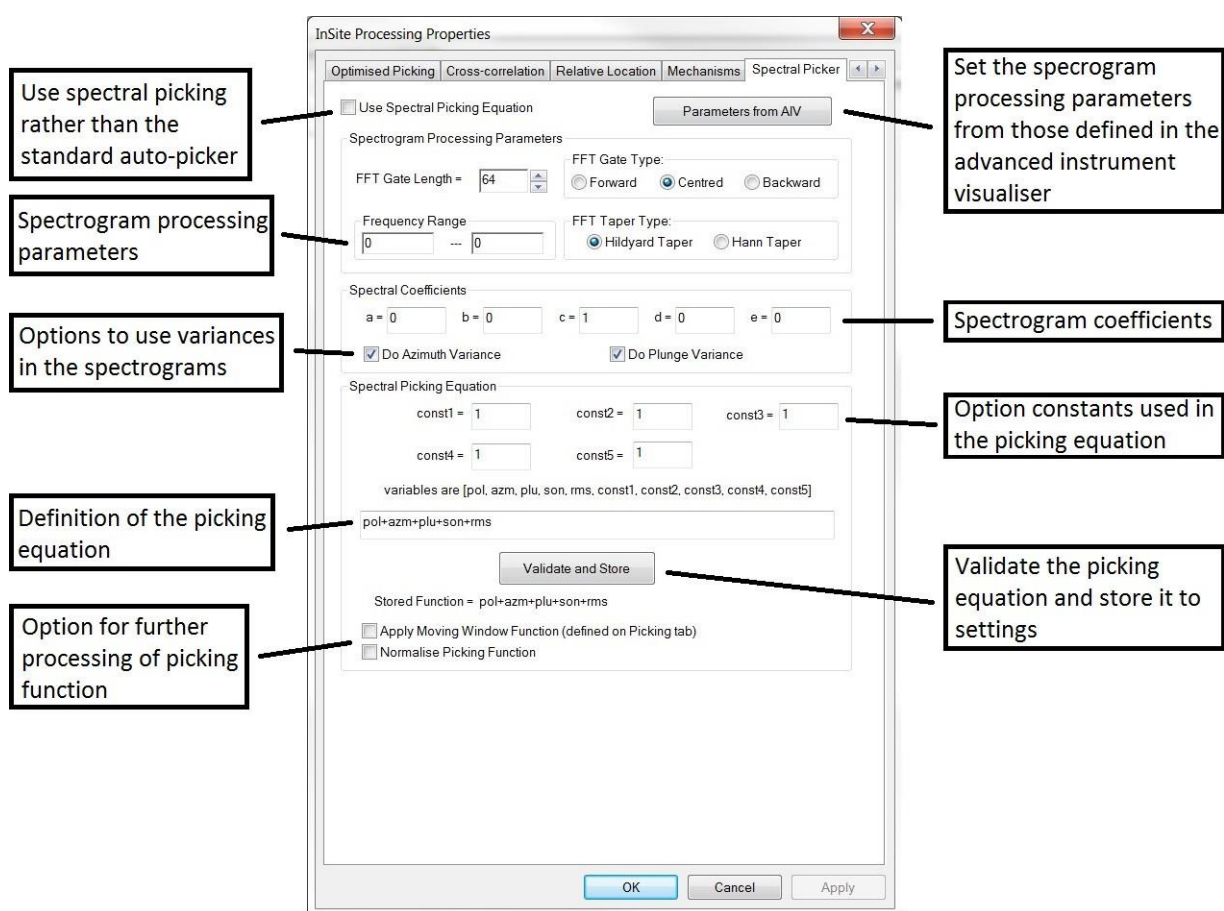 InSite Processing Properties
Optimised Picking
Cross-correlation
Relative Location
Mechanisms
Spectral Picker
Use spectral picking
rather than the
standard auto-picker
Use Spectral Picking Equation
Parameters from AIV
Set the specrogram
processing parameters
from those defined in the
advanced instrument
visualiser
Spectrogram Processing Parameters
FFT Gate Length = 64
FFT Gate Type:
Forward
Centred
Backward
Spectrogram processing
parameters
Frequency Range
0 --- 0
FFT Taper Type:
Hildyard Taper
Hann Taper
Spectral Coefficients
a = 0
b = 0
c = 1
d = 0
e = 0
Spectrogram coefficients
Options to use variances
in the spectrograms
Do Azimuth Variance
Do Plunge Variance
Spectral Picking Equation
const1 = 1
const2 = 1
const3 = 1
const4 = 1
const5 = 1
Option constants used in
the picking equation
variables are [pol, azm, plu, son, rms, const1, const2, const3, const4, const5]
Definition of the picking
equation
pol+azm+plu+son+rms
Validate and Store
Validate the picking
equation and store it to
settings
Stored Function = pol+azm+plu+son+rms
Option for further
processing of picking
function
Apply Moving Window Function (defined on Picking tab)
Normalise Picking Function
OK
Cancel
Apply